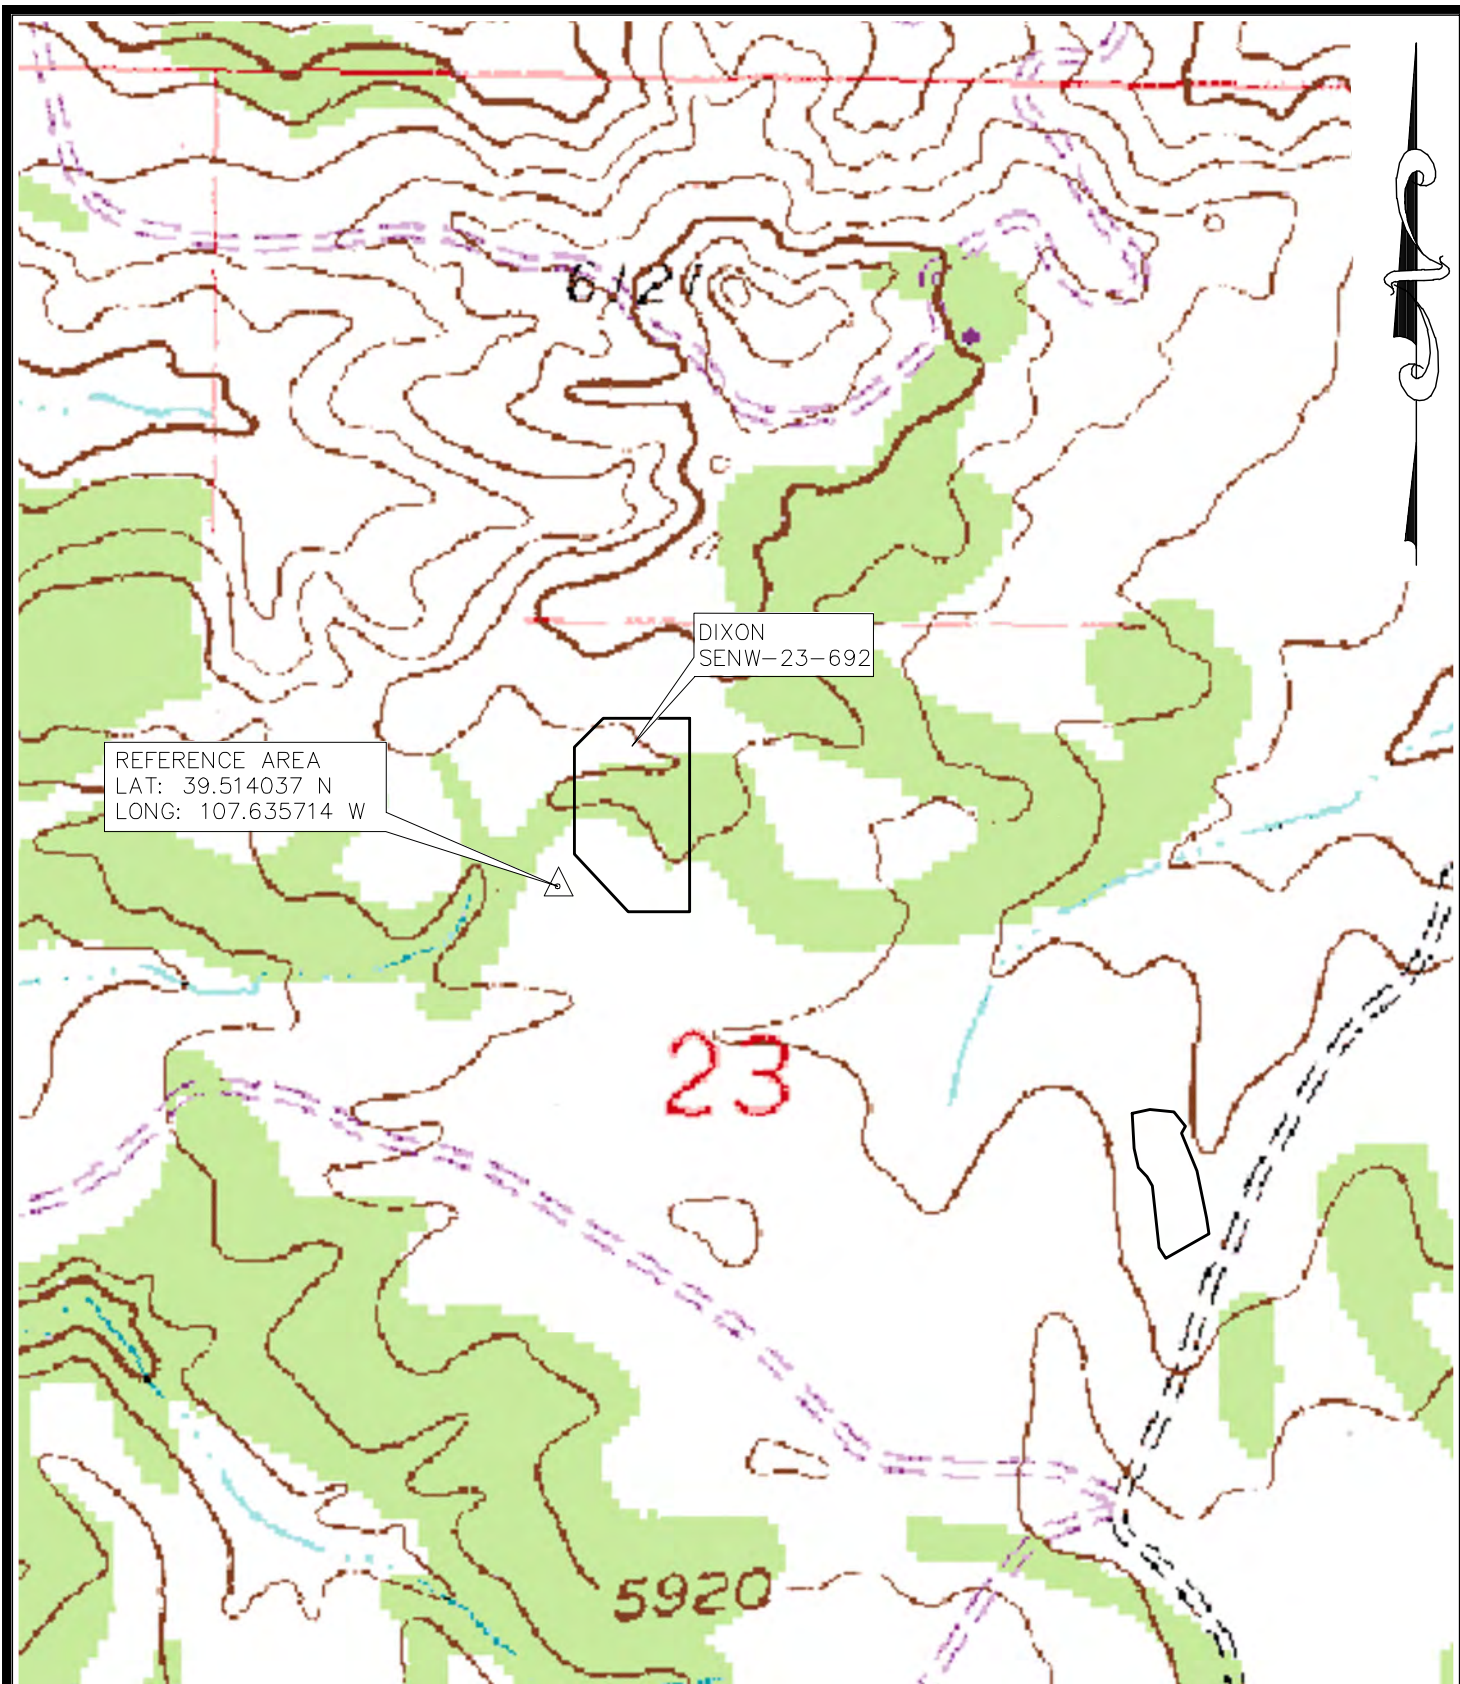 6121
DIXON
SENW-23-692
REFERENCE AREA
LAT: 39.514037 N
LONG: 107.635714 W
23
5920